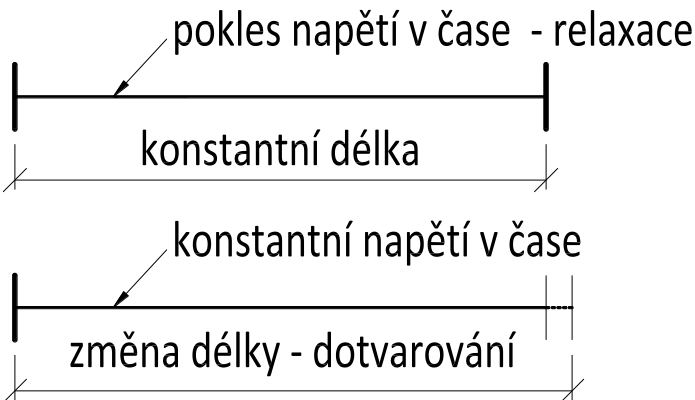 pokles napětí v čase - relaxace
konstantní délka
konstantní napětí v čase
změna délky - dotvarování